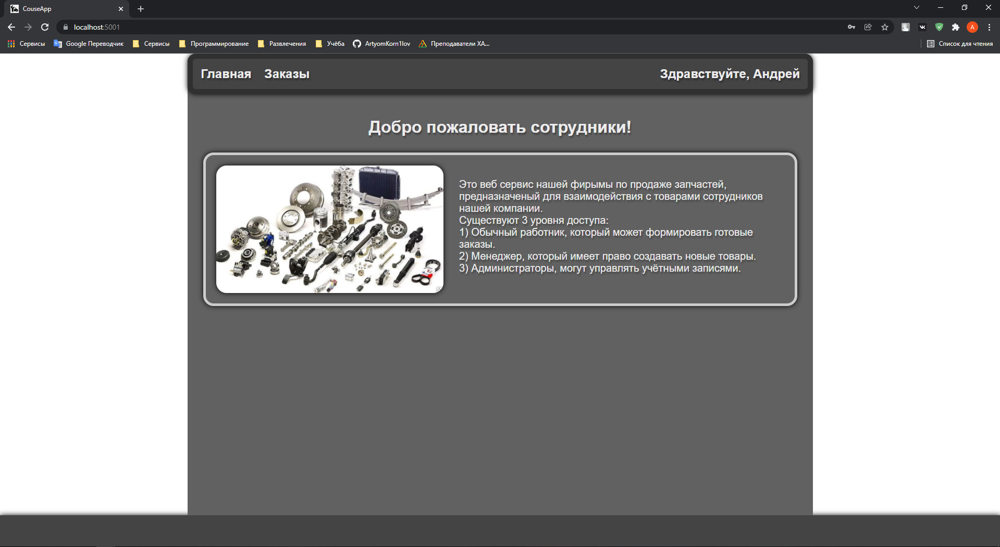 CouseApp
localhost:5001
A
Сервисы
Google Переводчик
Сервисы
Программирование
Развлечения
Учёба
ArtyomKorn1lov
Преподаватели ХА...
Список для чтения
Главная Заказы Здравствуйте, Андрей
Добро пожаловать сотрудники!
Это веб сервис нашей фирымы по продаже запчастей,
предназначеный для взаимодействия с товарами сотрудников
нашей компании.
Существуют 3 уровня доступа:
1) Обычный работник, который может формировать готовые
заказы.
2) Менеджер, который имеет право создавать новые товары.
3) Администраторы, могут управлять учётными записями.